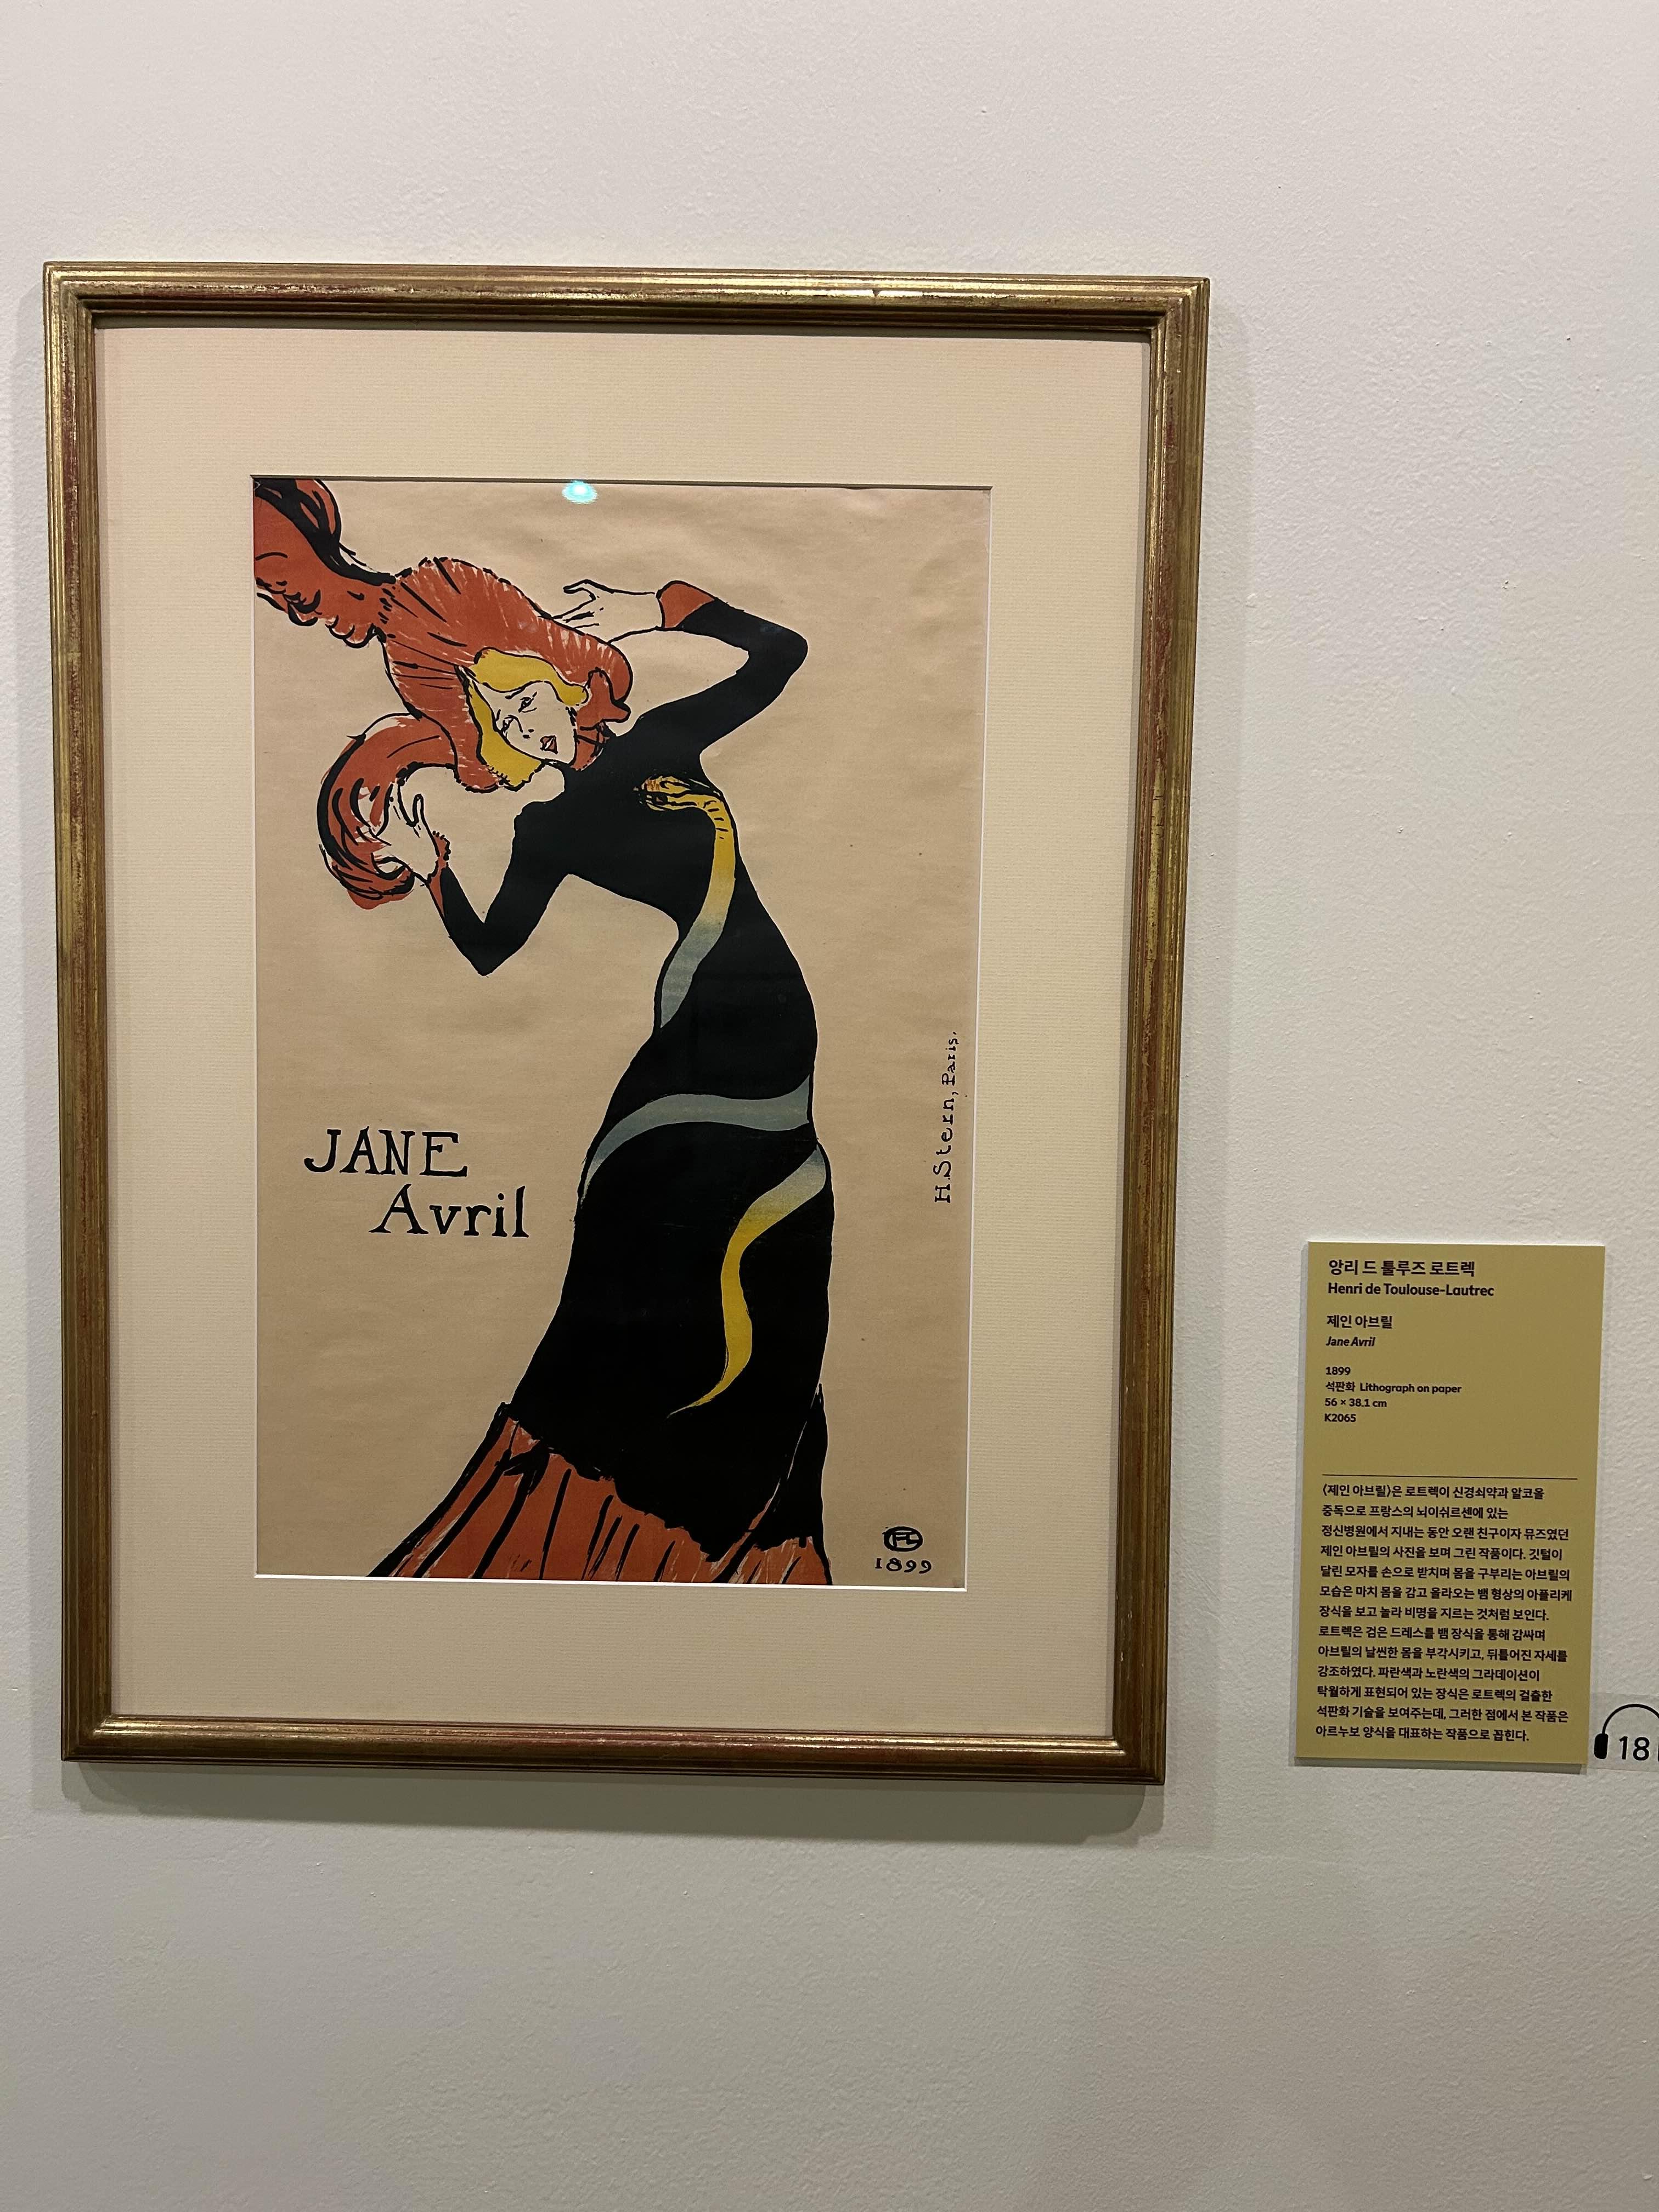 JANE
Avril
H. Stern, Paris.
1899
앙리 드 툴루즈 로트렉
Henri de Toulouse-Lautrec
제인 아브릴
Jane Avril
1899
석판화 Lithograph on paper
56 × 38.1 cm
K2065
〈제인 아브릴〉은 로트렉이 신경쇠약과 알코올
중독으로 프랑스의 뇌이쉬르센에 있는
정신병원에서 지내는 동안 오랜 친구이자 뮤즈였던
제인 아브릴의 사진을 보며 그린 작품이다. 깃털이
달린 모자를 손으로 받치며 몸을 구부리는 아브릴의
모습은 마치 몸을 감고 올라오는 뱀 형상의 아플리케
장식을 보고 놀라 비명을 지르는 것처럼 보인다.
로트렉은 검은 드레스를 뱀 장식을 통해 감싸며
아브릴의 날씬한 몸을 부각시키고, 뒤틀어진 자세를
강조하였다. 파란색과 노란색의 그라데이션이
탁월하게 표현되어 있는 장식은 로트렉의 걸출한
석판화 기술을 보여주는데, 그러한 점에서 본 작품은
아르누보 양식을 대표하는 작품으로 꼽힌다.
18